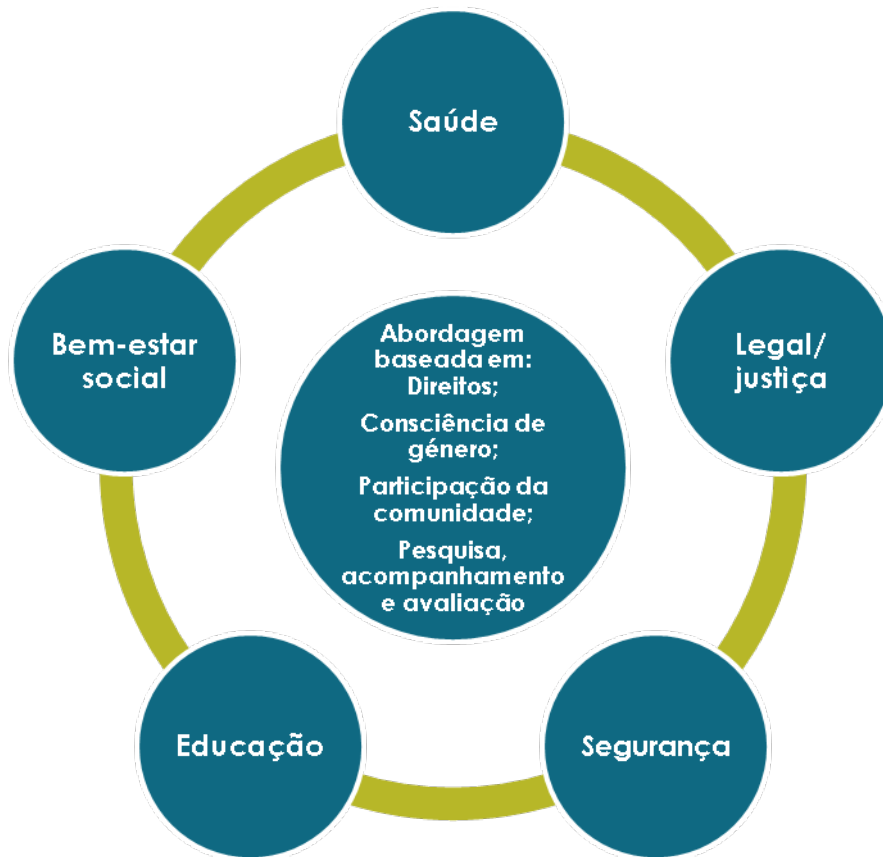 Saúde
Legal/
justiça
Segurança
Educação
Bem-estar
social
Abordagem
baseada em:
Direitos;
Consciência de
género;
Participação da
comunidade;
Pesquisa,
acompanhamento
e avaliação